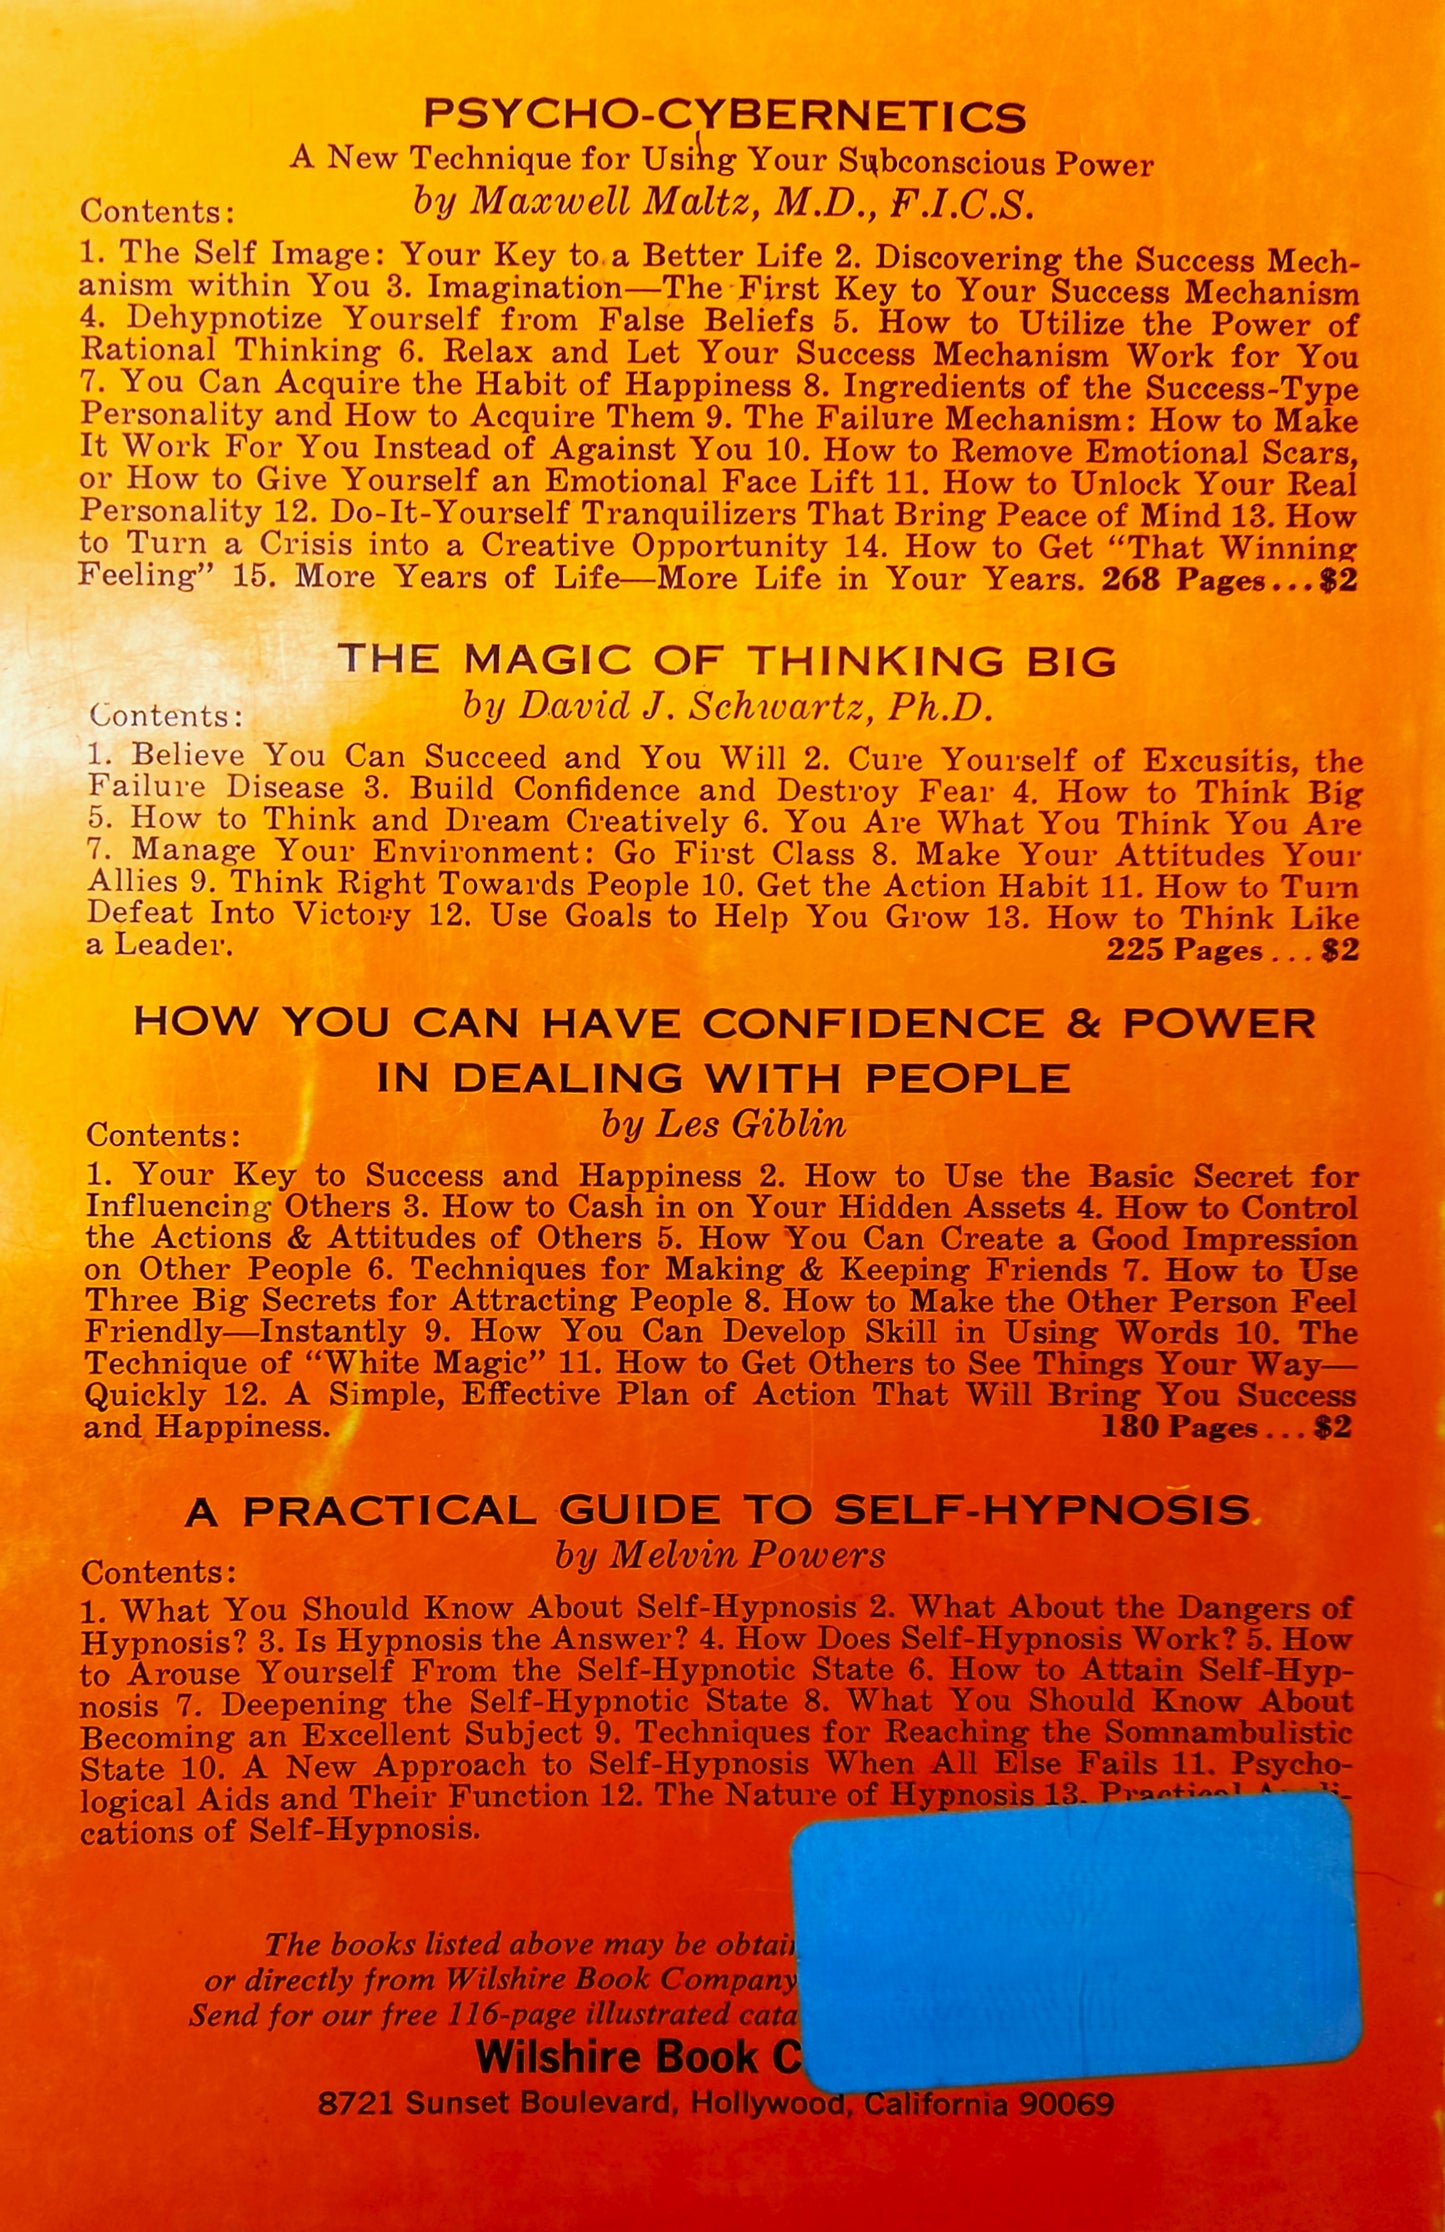 PSYCHO-CYBERNETICS
A New Technique for Using Your Subconscious Power
by Maxwell Maltz, M.D., F.I.C.S.
Contents:
1. The Self Image: Your Key to a Better Life 2. Discovering the Success Mech-
anism within You 3. Imagination—The First Key to Your Success Mechanism
4. Dehypnotize Yourself from False Beliefs 5. How to Utilize the Power of
Rational Thinking 6. Relax and Let Your Success Mechanism Work for You
7. You Can Acquire the Habit of Happiness 8. Ingredients of the Success-Type
Personality and How to Acquire Them 9. The Failure Mechanism: How to Make
It Work For You Instead of Against You 10. How to Remove Emotional Scars,
or How to Give Yourself an Emotional Face Lift 11. How to Unlock Your Real
Personality 12. Do-It-Yourself Tranquilizers That Bring Peace of Mind 13. How
to Turn a Crisis into a Creative Opportunity 14. How to Get “That Winning
Feeling” 15. More Years of Life—More Life in Your Years. 268 Pages...$2
THE MAGIC OF THINKING BIG
by David J. Schwartz, Ph.D.
Contents:
1. Believe You Can Succeed and You Will 2. Cure Yourself of Excusitis, the
Failure Disease 3. Build Confidence and Destroy Fear 4. How to Think Big
5. How to Think and Dream Creatively 6. You Are What You Think You Are
7. Manage Your Environment: Go First Class 8. Make Your Attitudes Your
Allies 9. Think Right Towards People 10. Get the Action Habit 11. How to Turn
Defeat Into Victory 12. Use Goals to Help You Grow 13. How to Think Like
a Leader. 225 Pages...$2
HOW YOU CAN HAVE CONFIDENCE & POWER
IN DEALING WITH PEOPLE
by Les Giblin
Contents:
1. Your Key to Success and Happiness 2. How to Use the Basic Secret for
Influencing Others 3. How to Cash in on Your Hidden Assets 4. How to Control
the Actions & Attitudes of Others 5. How You Can Create a Good Impression
on Other People 6. Techniques for Making & Keeping Friends 7. How to Use
Three Big Secrets for Attracting People 8. How to Make the Other Person Feel
Friendly—Instantly 9. How You Can Develop Skill in Using Words 10. The
Technique of “White Magic” 11. How to Get Others to See Things Your Way—
Quickly 12. A Simple, Effective Plan of Action That Will Bring You Success
and Happiness. 180 Pages...$2
A PRACTICAL GUIDE TO SELF-HYPNOSIS
by Melvin Powers
Contents:
1. What You Should Know About Self-Hypnosis 2. What About the Dangers of
Hypnosis? 3. Is Hypnosis the Answer? 4. How Does Self-Hypnosis Work? 5. How
to Arouse Yourself From the Self-Hypnotic State 6. How to Attain Self-Hyp-
nosis 7. Deepening the Self-Hypnotic State 8. What You Should Know About
Becoming an Excellent Subject 9. Techniques for Reaching the Somnambulistic
State 10. A New Approach to Self-Hypnosis When All Else Fails 11. Psycho-
logical Aids and Their Function 12. The Nature of Hypnosis 13. Practical Appli-
cations of Self-Hypnosis.
The books listed above may be
or directly from Wilshire Book Company
Send for our free 116-page illustrated
Wilshire Book
8721 Sunset Boulevard, Hollywood, California 90069